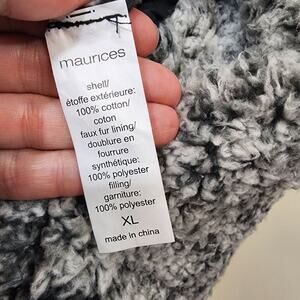 maurices
shell/
étoffe extérieure:
100% cotton/
coton
faux fur lining/
doublure en
fourrure
synthétique:
100% polyester
filling/
garniture:
100% polyester
XL
made in china